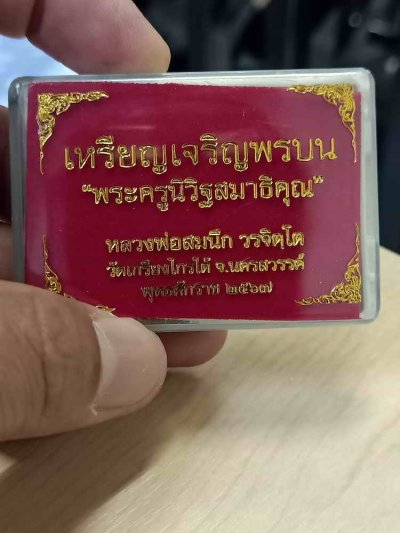 เหรียญเจริญพรบน
“พระครูนิวิฐสมาธิคุณ”
หลวงพ่อสมนึก วรจิตฺโต
วัดเกรียงไกรใต้ จ.นครสวรรค์
พุทธศักราช ๒๕๖๗